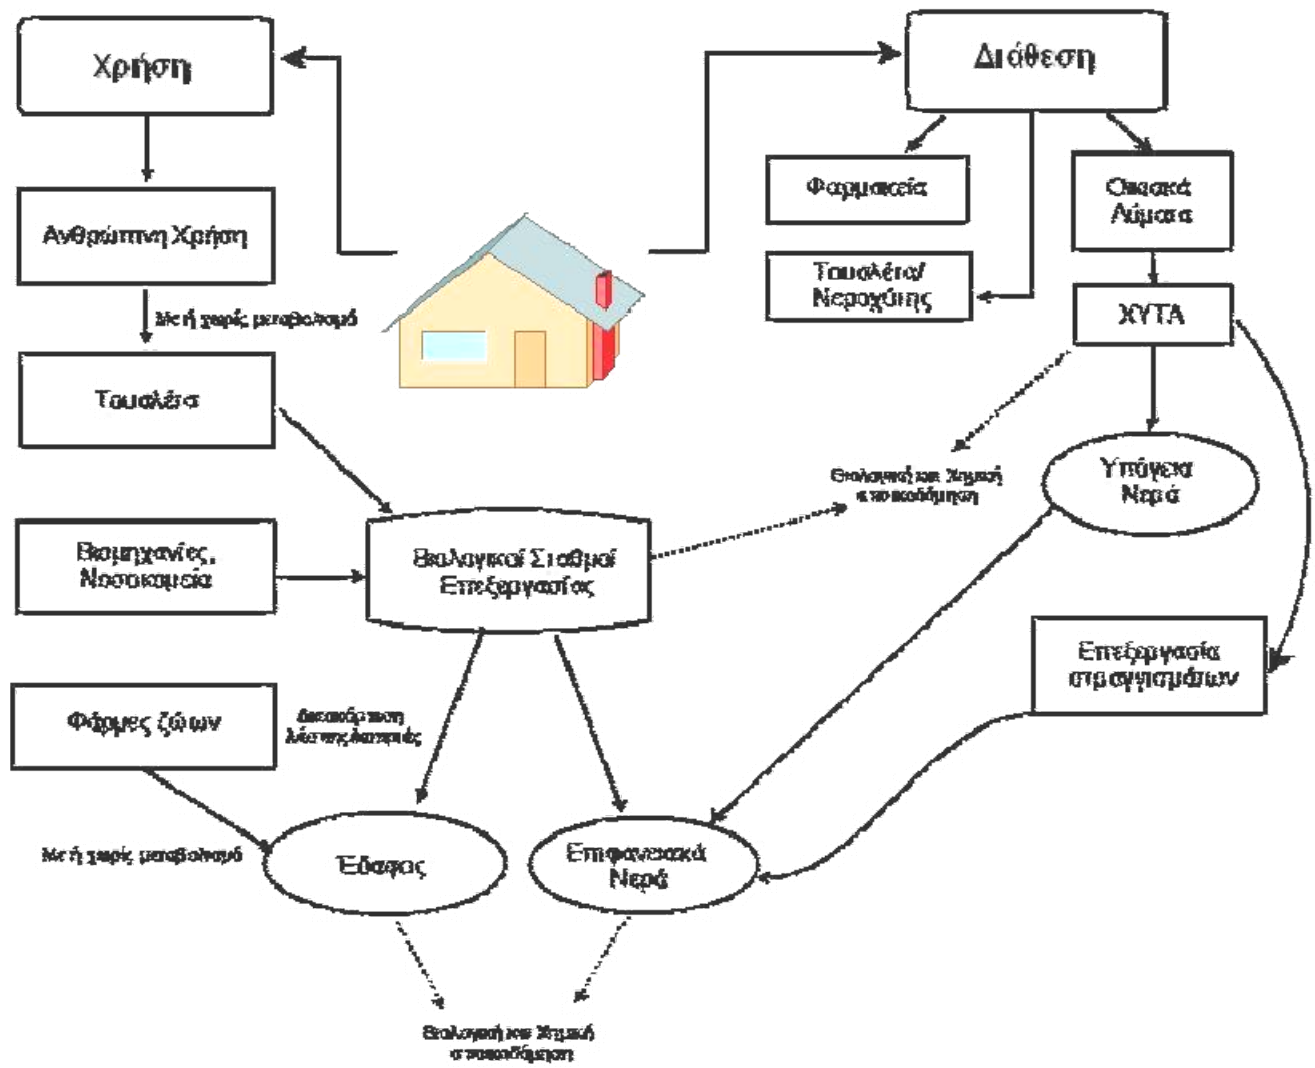 Χρήση
Διάθεση
Φαρμακεία
Οικιακά
Λύματα
Ανθρώπινη Χρήση
Τουαλέτα/
Νεροχύτης
ΧΥΤΑ
Με ή χωρίς μεταβολισμό
Τουαλέτα
Υπόγεια
Νερά
Βιολογική και Χημική
αποικοδόμηση
Βιομηχανίες,
Νοσοκομεία
Βιολογικοί Σταθμοί
Επεξεργασίας
Επεξεργασία
στραγγισμάτων
Φάρμες ζώων
λάσπης
Με ή χωρίς μεταβολισμό
Έδαφος
Επιφανειακά
Νερά
Βιολογική και Χημική
αποικοδόμηση